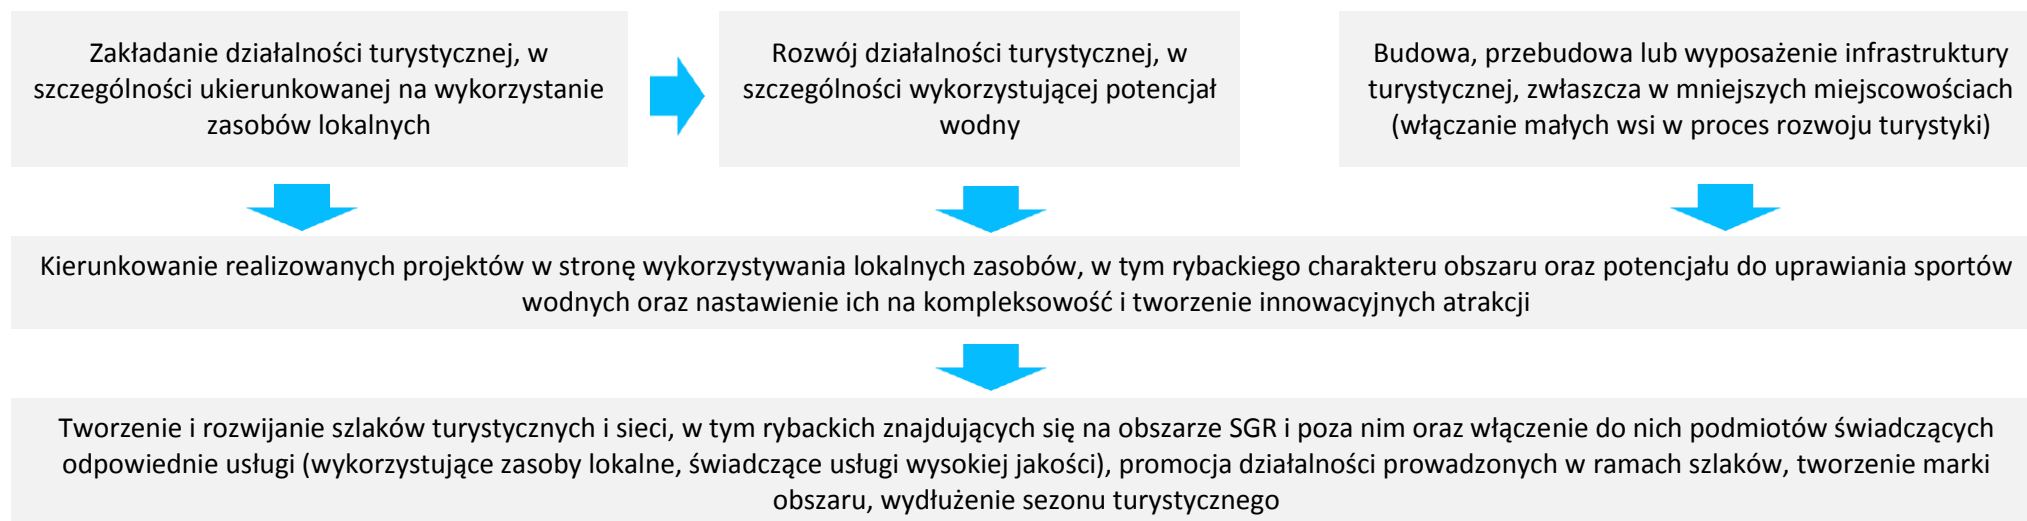 Zakładanie działalności turystycznej, w
szczególności ukierunkowanej na wykorzystanie
zasobów lokalnych
Rozwój działalności turystycznej, w
szczególności wykorzystującej potencjał
wodny
Budowa, przebudowa lub wyposażenie infrastruktury
turystycznej, zwłaszcza w mniejszych miejscowościach
(włączanie małych wsi w proces rozwoju turystyki)
Kierunkowanie realizowanych projektów w stronę wykorzystywania lokalnych zasobów, w tym rybackiego charakteru obszaru oraz potencjału do uprawiania sportów
wodnych oraz nastawienie ich na kompleksowość i tworzenie innowacyjnych atrakcji
Tworzenie i rozwijanie szlaków turystycznych i sieci, w tym rybackich znajdujących się na obszarze SGR i poza nim oraz włączenie do nich podmiotów świadczących
odpowiednie usługi (wykorzystujące zasoby lokalne, świadczące usługi wysokiej jakości), promocja działalności prowadzonych w ramach szlaków, tworzenie marki
obszaru, wydłużenie sezonu turystycznego